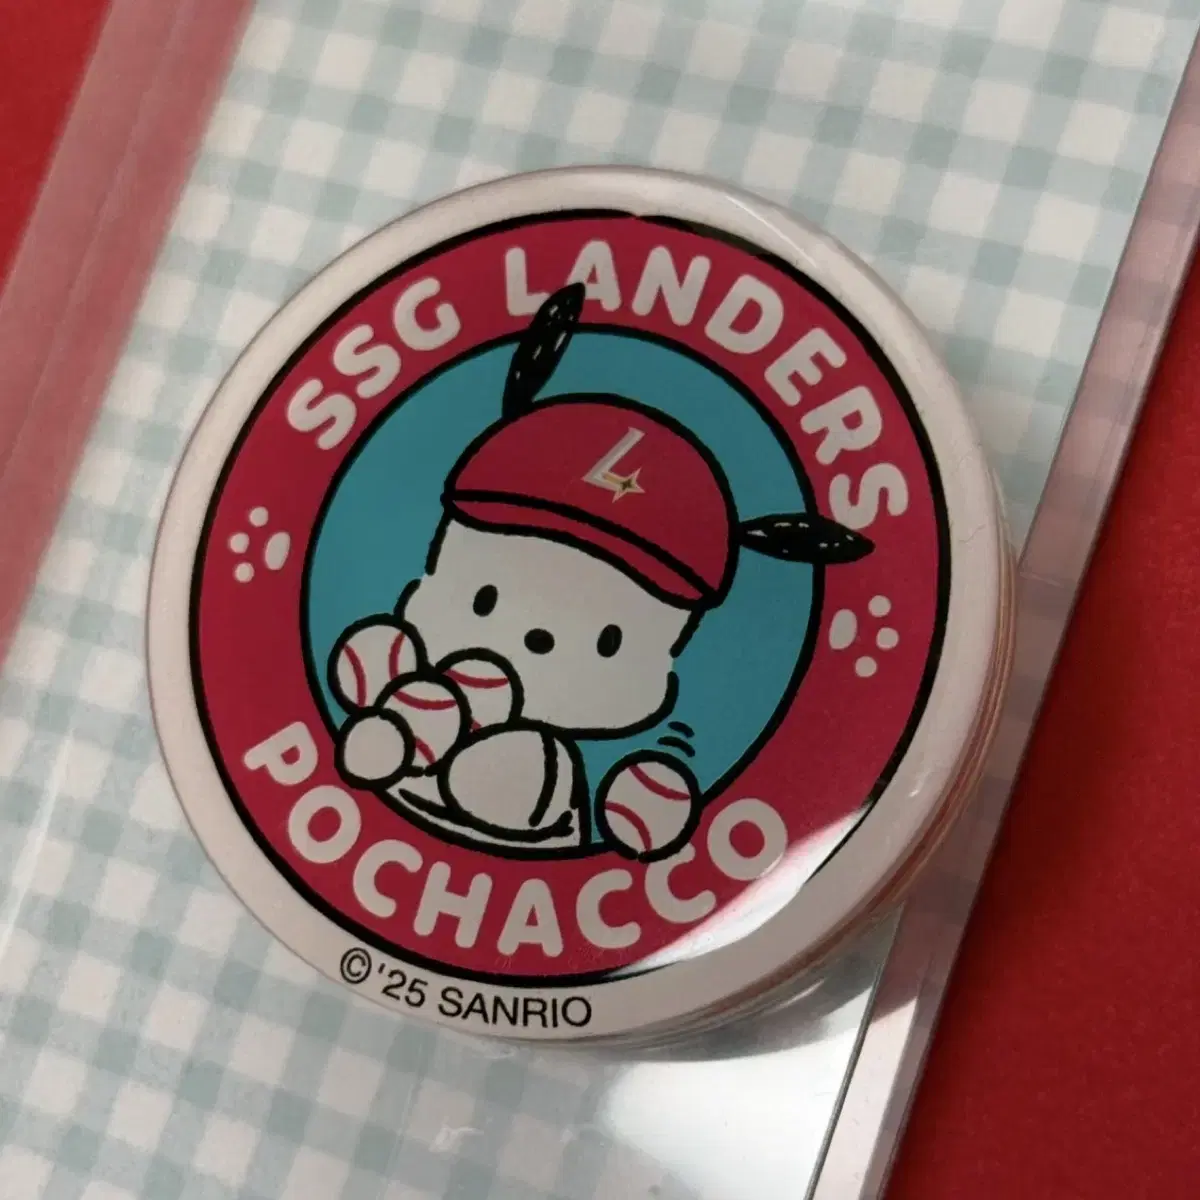 SSG LANDERS
L
POCHACCO
© '25 SANRIO